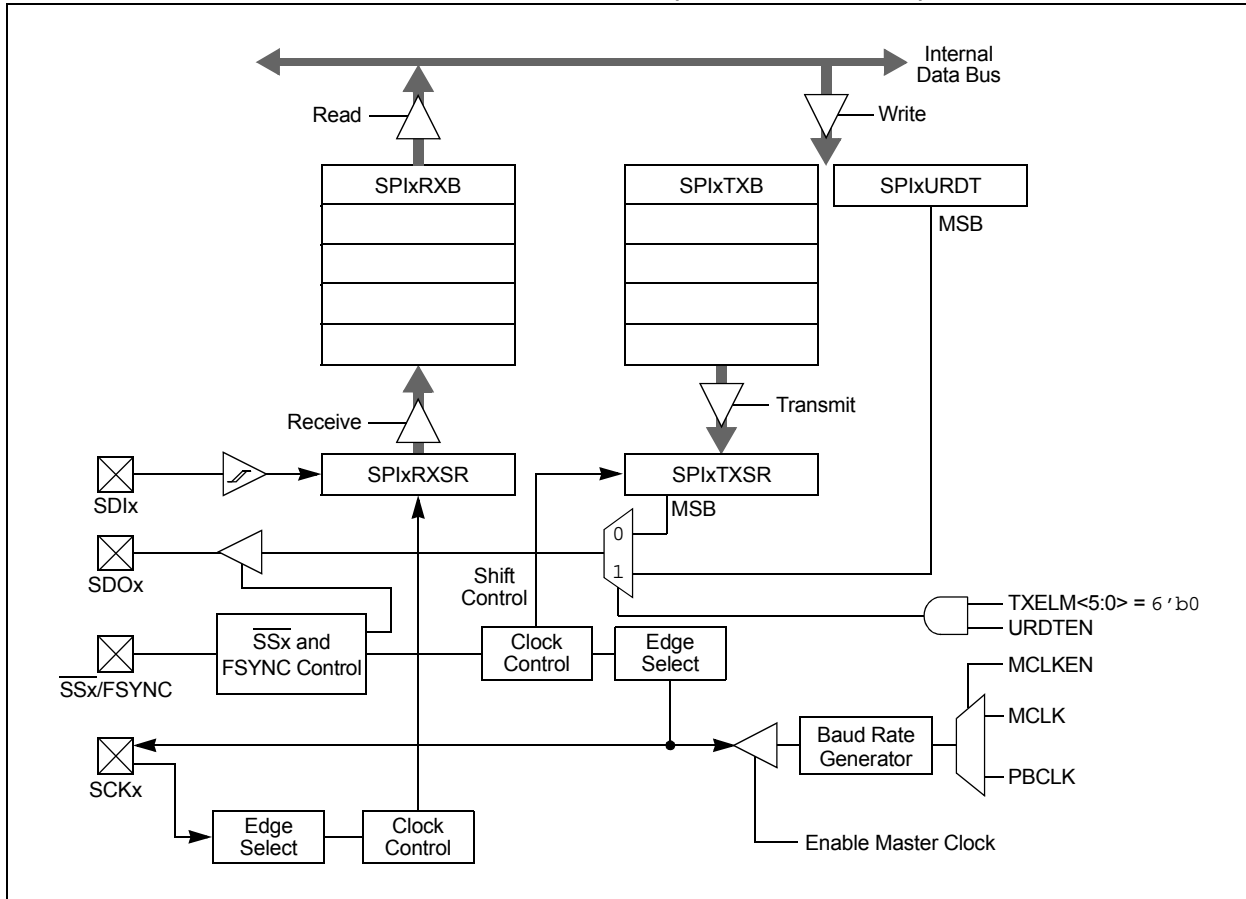 Internal
Data Bus
Read
Write
SPIxRXB
SPIxTXB
SPIxURDT
MSB
Receive
Transmit
SPIxRXSR
SPIxTXSR
SDIx
MSB
0
SDOx
Shift
Control
1
TXELM<5:0> = 6'b0
URDTEN
SSx and
FSYNC Control
Clock
Control
Edge
Select
SSx/FSYNC
MCLKEN
MCLK
Baud Rate
Generator
PBCLK
SCKx
Edge
Select
Clock
Control
Enable Master Clock